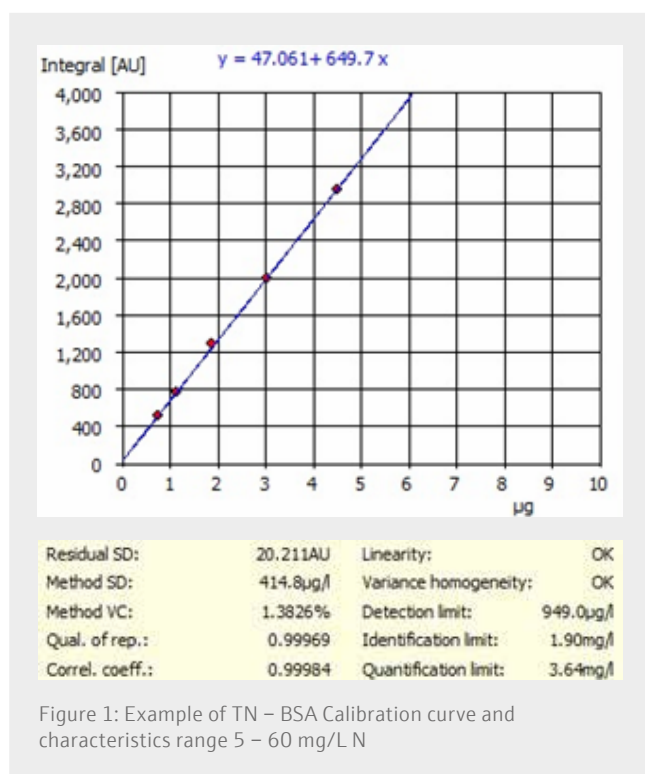 Integral [AU]
y = 47.061+ 649.7 x
4,000
3,600
3,200
2,800
2,400
2,000
1,600
1,200
800
400
0
0 1 2 3 4 5 6 7 8 9 10
µg
Residual SD: 20.211AU Linearity: OK
Method SD: 414.8µg/l Variance homogeneity: OK
Method VC: 1.3826% Detection limit: 949.0µg/l
Qual. of rep.: 0.99969 Identification limit: 1.90mg/l
Correl. coeff.: 0.99984 Quantification limit: 3.64mg/l
Figure 1: Example of TN – BSA Calibration curve and
characteristics range 5 – 60 mg/L N